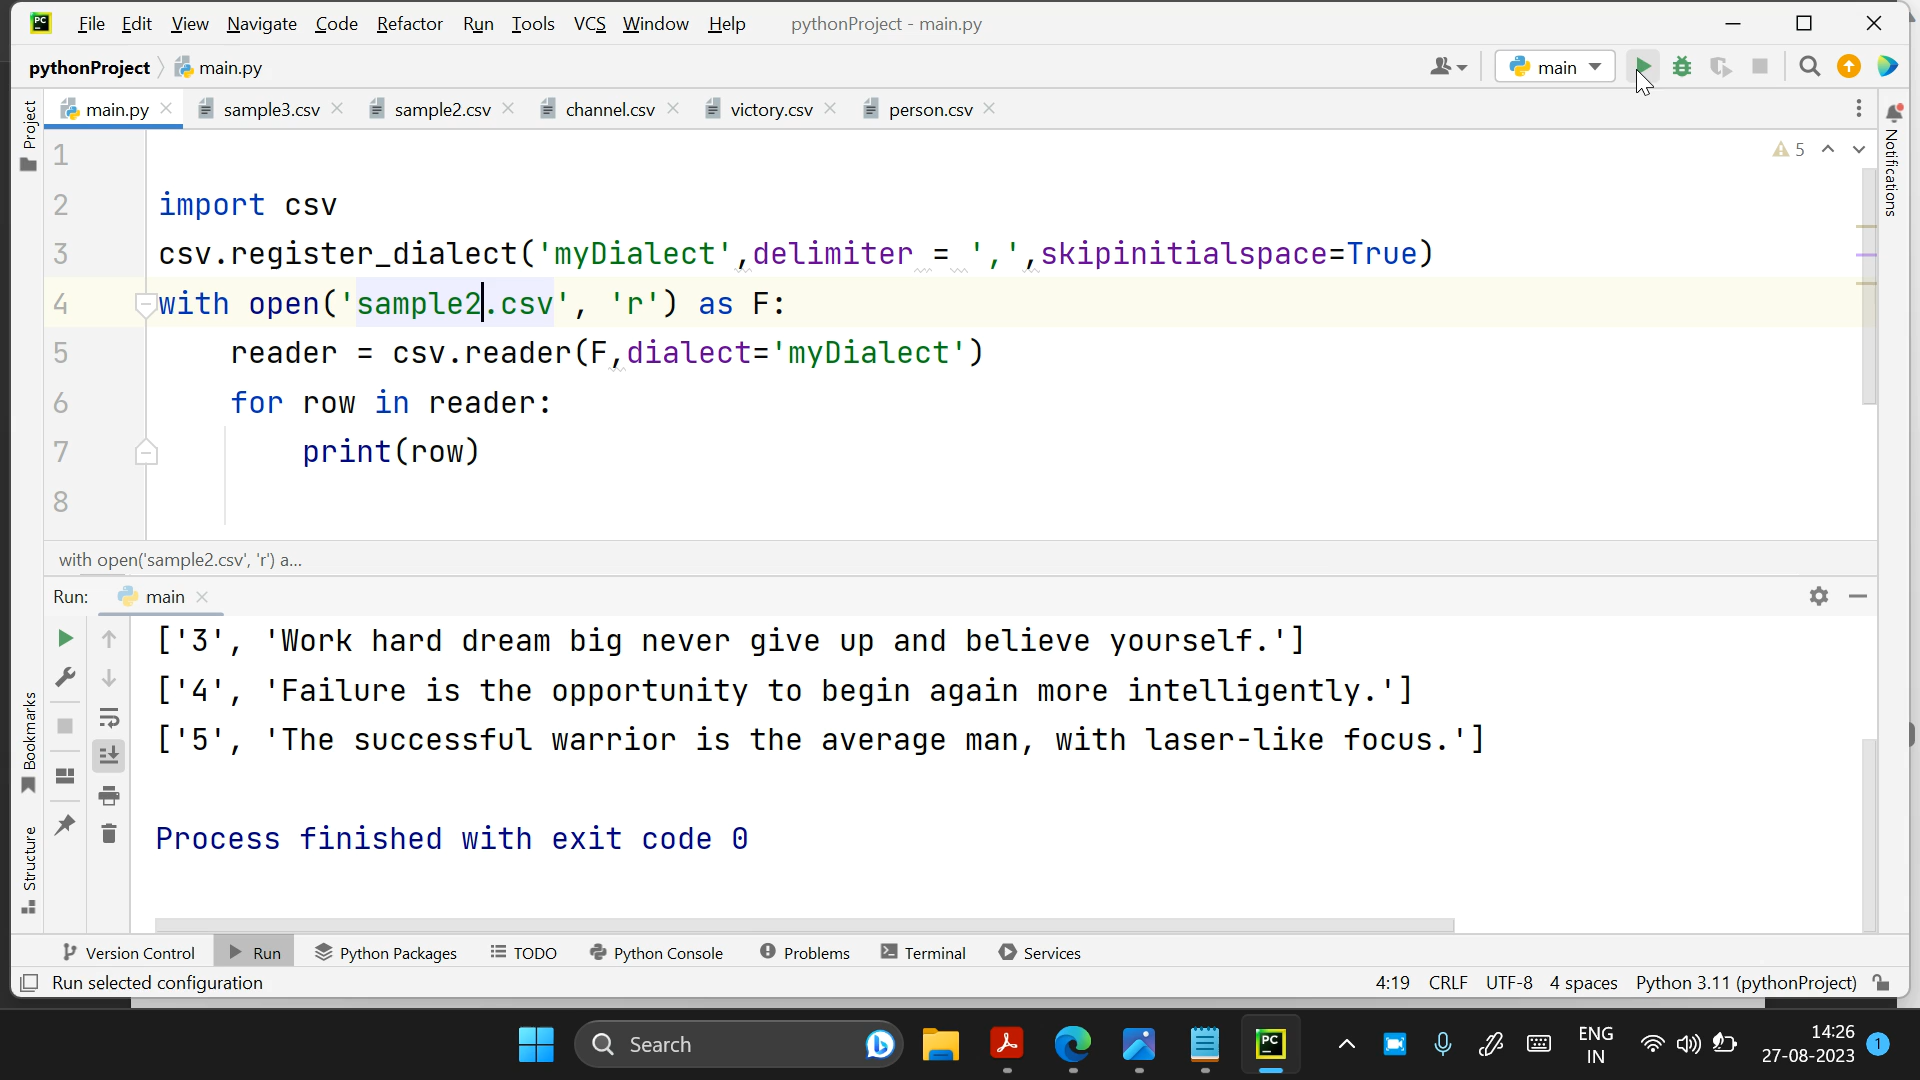 File Edit View Navigate Code Refactor Run Tools VCS Window Help pythonProject - main.py
pythonProject main.py main
main.py sample3.csv sample2.csv channel.csv victory.csv person.csv
Project
Notifications
5
1
2 import csv
3 csv.register_dialect('myDialect',delimiter = ',',skipinitialspace=True)
4 with open('sample2.csv', 'r') as F:
5 reader = csv.reader(F,dialect='myDialect')
6 for row in reader:
7 print(row)
8
with open('sample2.csv', 'r') a...
Run: main
['3', 'Work hard dream big never give up and believe yourself.']
['4', 'Failure is the opportunity to begin again more intelligently.']
['5', 'The successful warrior is the average man, with laser-like focus.']
Process finished with exit code 0
Bookmarks
Structure
Version Control Run Python Packages TODO Python Console Problems Terminal Services
Run selected configuration 4:19 CRLF UTF-8 4 spaces Python 3.11 (pythonProject)
Search PC ENG 14:26
IN 27-08-2023 1